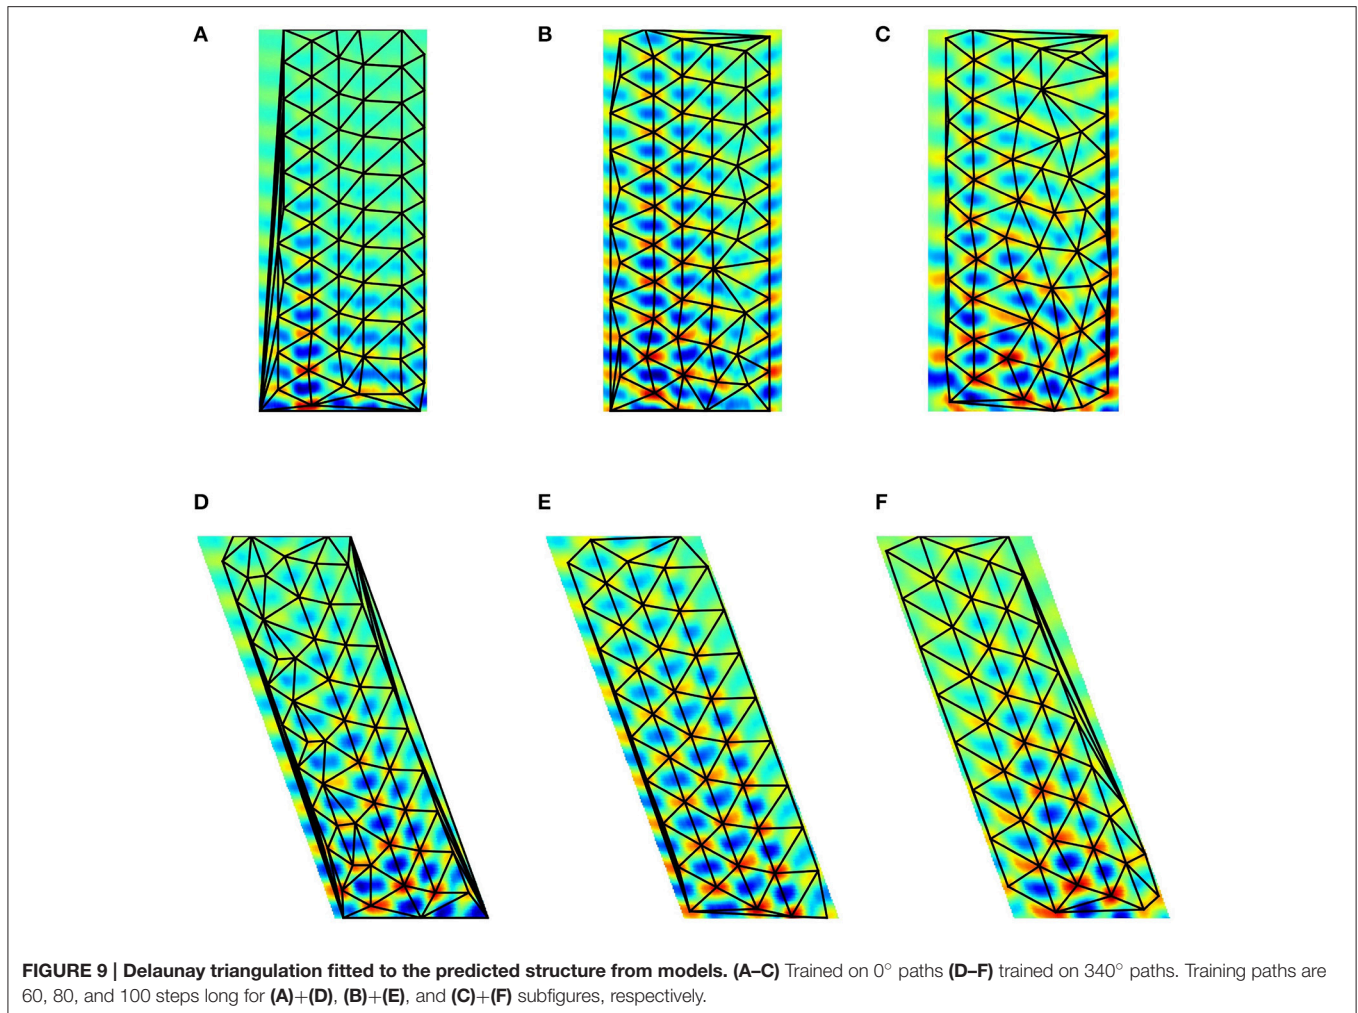 A
B
C
D
E
F
FIGURE 9 | Delaunay triangulation fitted to the predicted structure from models. (A–C) Trained on 0° paths (D–F) trained on 340° paths. Training paths are
60, 80, and 100 steps long for (A)+(D), (B)+(E), and (C)+(F) subfigures, respectively.